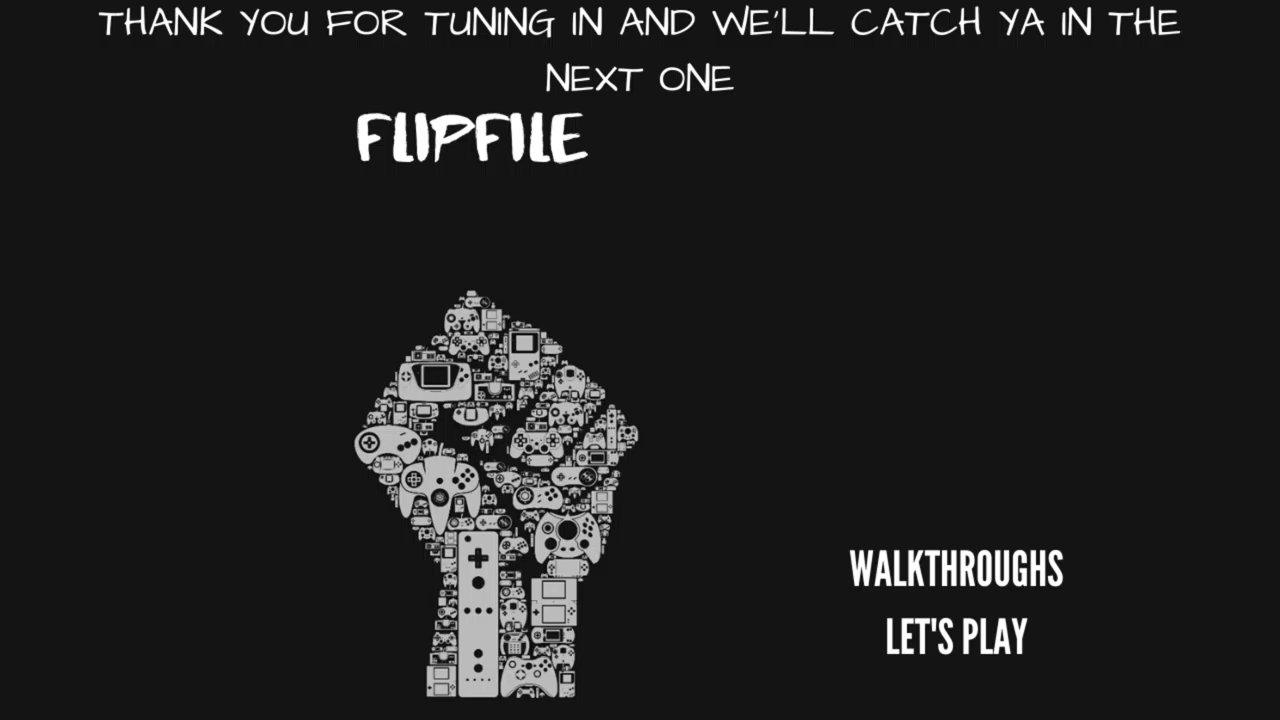 THANK YOU FOR TUNING IN AND WE'LL CATCH YA IN THE
NEXT ONE
FLIPFILE
WALKTHROUGHS
LET'S PLAY